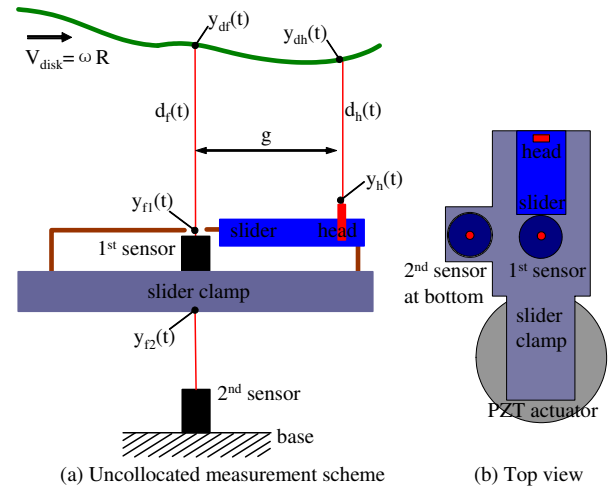 y_df(t)
y_dh(t)
V_disk = ω R
d_f(t)
d_h(t)
g
y_f1(t)
y_h(t)
1st sensor
slider
head
slider clamp
y_f2(t)
2nd sensor
base
(a) Uncollocated measurement scheme
head
slider
2nd sensor
at bottom
1st sensor
slider
clamp
PZT actuator
(b) Top view